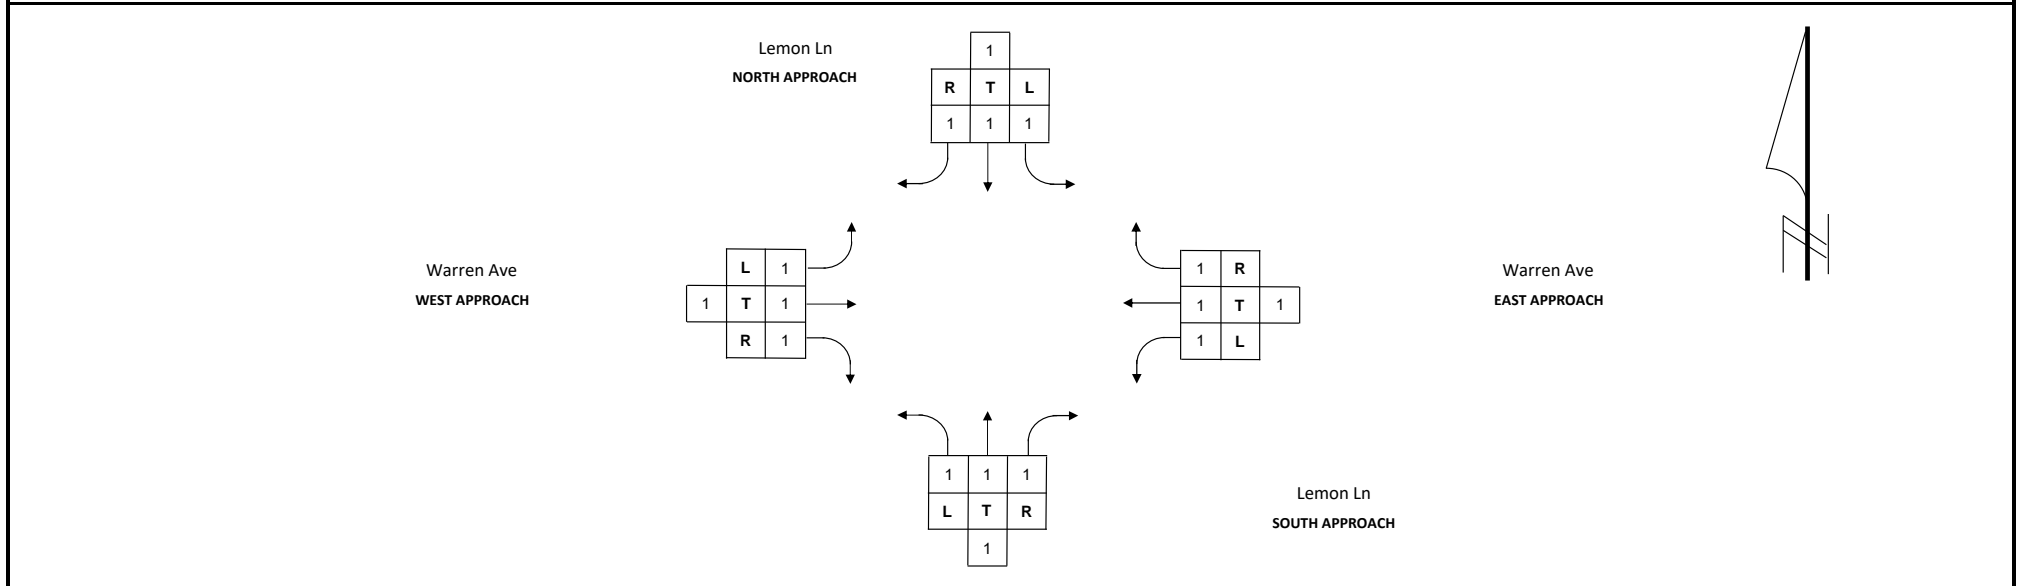 Lemon Ln
NORTH APPROACH
1
R T L
1 1 1
Warren Ave
WEST APPROACH
L 1
1 T 1
R 1
1 R
1 T 1
1 L
Warren Ave
EAST APPROACH
1 1 1
L T R
1
Lemon Ln
SOUTH APPROACH
N